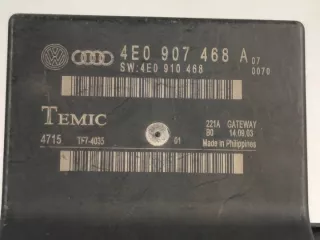 4E0 907 468 A 07
SW:4E0 910 468 0070
TEMIC 221A GATEWAY
B0 14.09.03
4715 TF7-4035 01 Made in Philippines